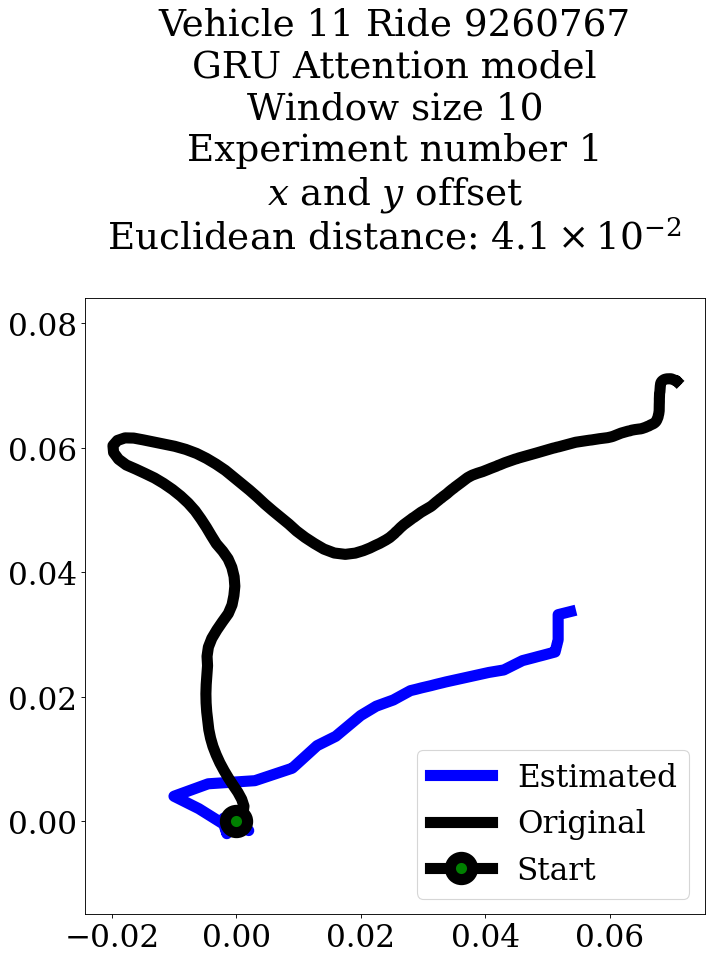 Vehicle 11 Ride 9260767
GRU Attention model
Window size 10
Experiment number 1
x and y offset
Euclidean distance: 4.1 × 10⁻²
0.08
0.06
0.04
0.02
0.00
−0.02 0.00 0.02 0.04 0.06
Estimated
Original
Start